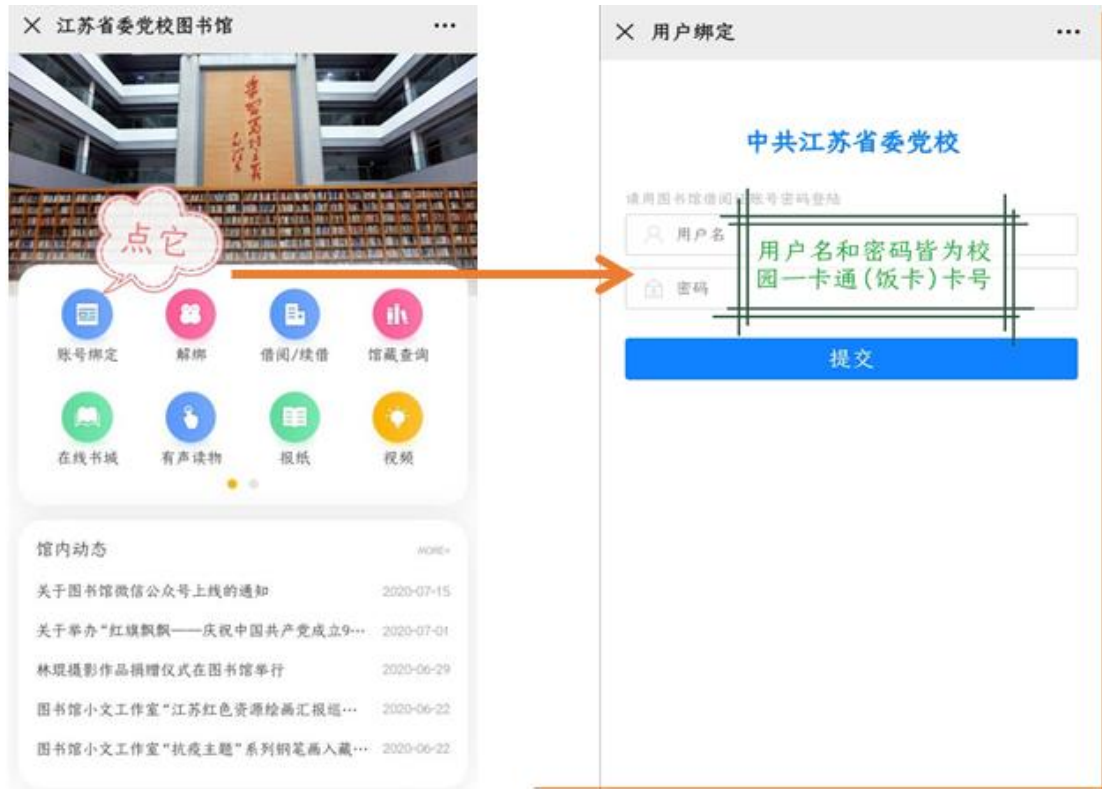 江苏省委党校图书馆
点它
账号绑定
解绑
借阅/续借
馆藏查询
在线书城
有声读物
报纸
视频
馆内动态
MORE+
关于图书馆微信公众号上线的通知
2020-07-15
关于举办“红旗飘飘——庆祝中国共产党成立9…
2020-07-01
林琨摄影作品捐赠仪式在图书馆举行
2020-06-29
图书馆小文工作室“江苏红色资源绘画汇报巡…
2020-06-22
图书馆小文工作室“抗疫主题”系列钢笔画入藏…
2020-06-22
用户绑定
中共江苏省委党校
请用图书馆借阅证账号密码登陆
用户名
密码
用户名和密码皆为校
园一卡通(饭卡)卡号
提交